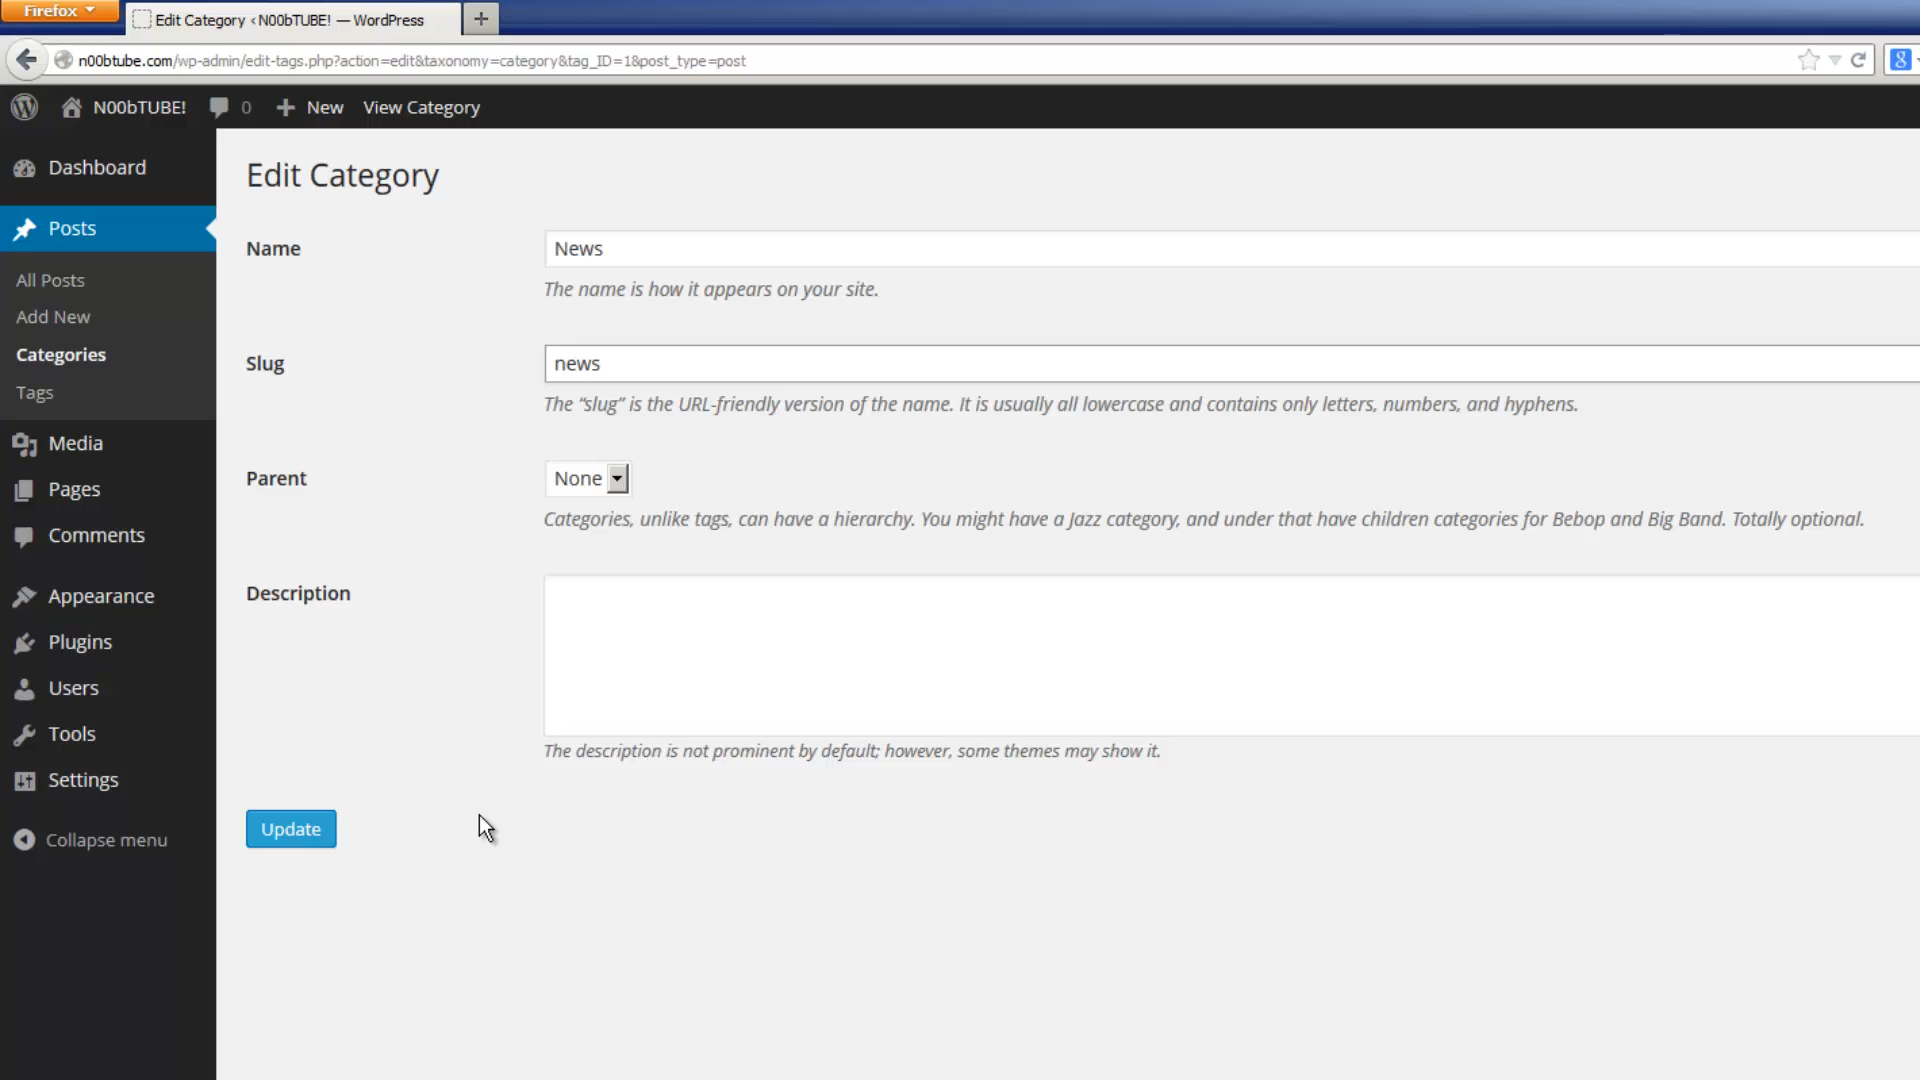 Firefox
Edit Category ‹ N00bTUBE! — WordPress
n00btube.com/wp-admin/edit-tags.php?action=edit&taxonomy=category&tag_ID=1&post_type=post
8
N00bTUBE!
0
New
View Category
Dashboard
Posts
All Posts
Add New
Categories
Tags
Media
Pages
Comments
Appearance
Plugins
Users
Tools
Settings
Collapse menu
Edit Category
Name
News
The name is how it appears on your site.
Slug
news
The “slug” is the URL-friendly version of the name. It is usually all lowercase and contains only letters, numbers, and hyphens.
Parent
None
Categories, unlike tags, can have a hierarchy. You might have a Jazz category, and under that have children categories for Bebop and Big Band. Totally optional.
Description
The description is not prominent by default; however, some themes may show it.
Update